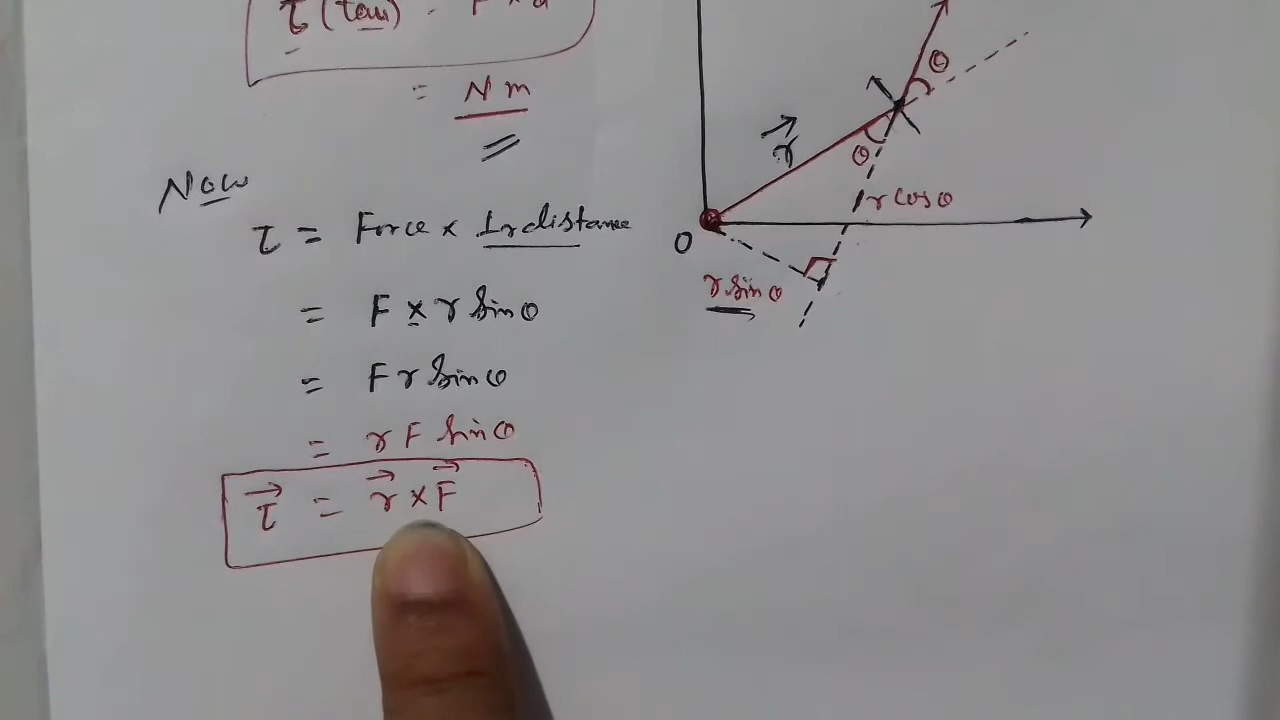 τ (tau) = F × d
= N m
Now
τ = Force × ⊥r distance
= F × r sin θ
= F r sin θ
= r F sin θ
τ⃗ = r⃗ × F⃗
θ
r⃗
θ
r cos θ
O
r sin θ